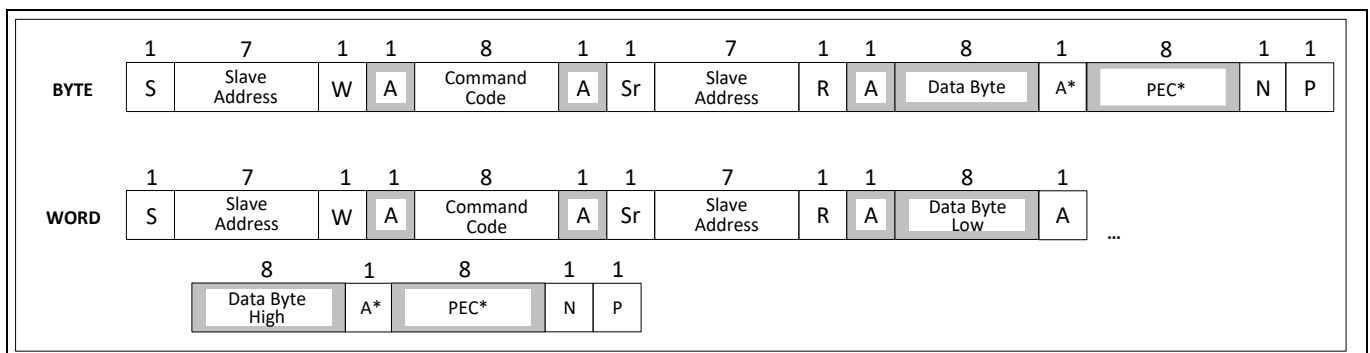 1 7 1 1 8 1 1 7 1 1 8 1 8 1 1
BYTE S Slave Address W A Command Code A Sr Slave Address R A Data Byte A* PEC* N P
1 7 1 1 8 1 1 7 1 1 8 1
WORD S Slave Address W A Command Code A Sr Slave Address R A Data Byte Low A ...
8 1 8 1 1
Data Byte High A* PEC* N P